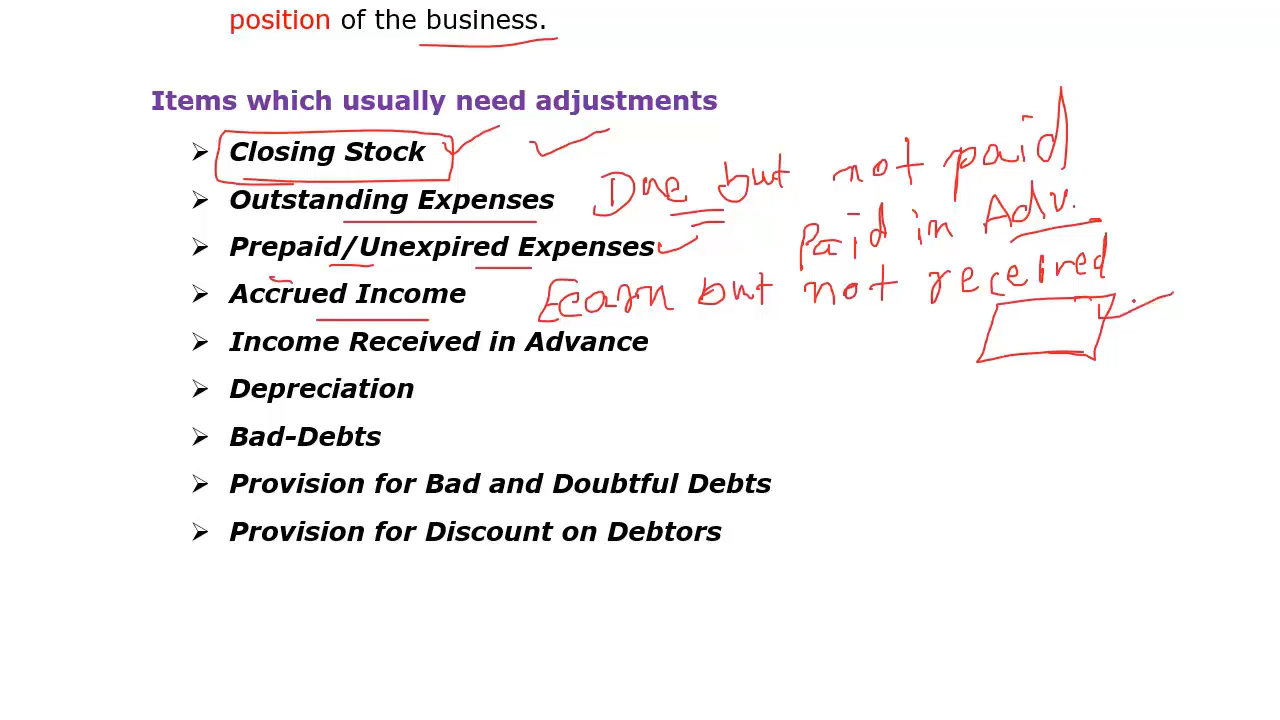 position of the business.
Items which usually need adjustments
➢ Closing Stock
➢ Outstanding Expenses Due but not paid
➢ Prepaid/Unexpired Expenses Paid in Adv.
➢ Accrued Income Earn but not received
➢ Income Received in Advance
➢ Depreciation
➢ Bad-Debts
➢ Provision for Bad and Doubtful Debts
➢ Provision for Discount on Debtors